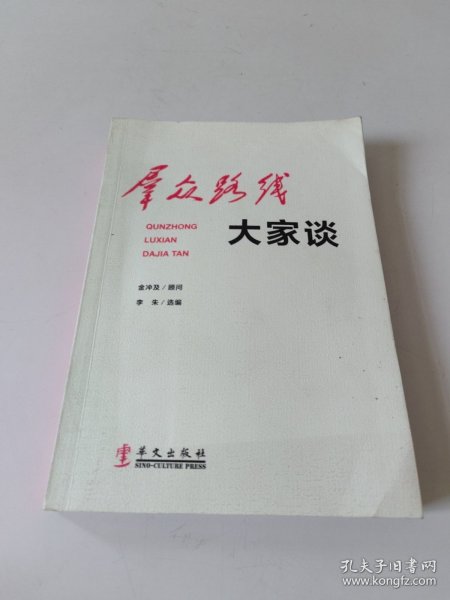 群众路线
QUNZHONG
LUXIAN
DAJIA TAN
大家谈
金冲及/顾问
李 朱/选编
華文出版社
SINO-CULTURE PRESS
孔夫子旧书网
www.kongfz.com